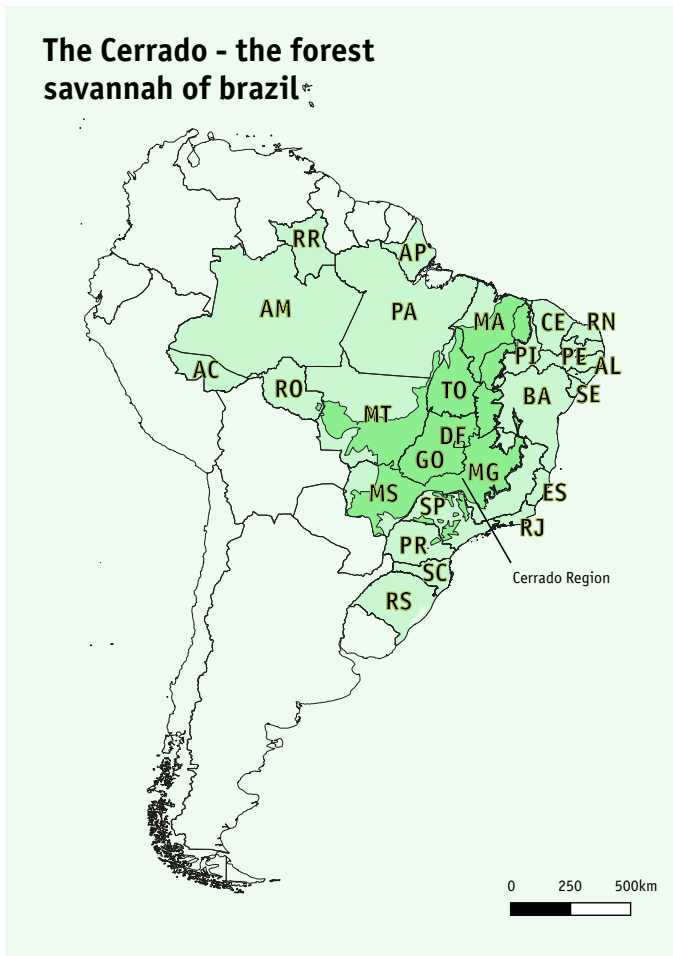 The Cerrado - the forest
savannah of brazil
RR
AP
AM
PA
MA
CE
RN
PI
PE
AL
AC
RO
TO
BA
SE
MT
DF
GO
MG
MS
SP
ES
RJ
PR
SC
Cerrado Region
RS
0 250 500km